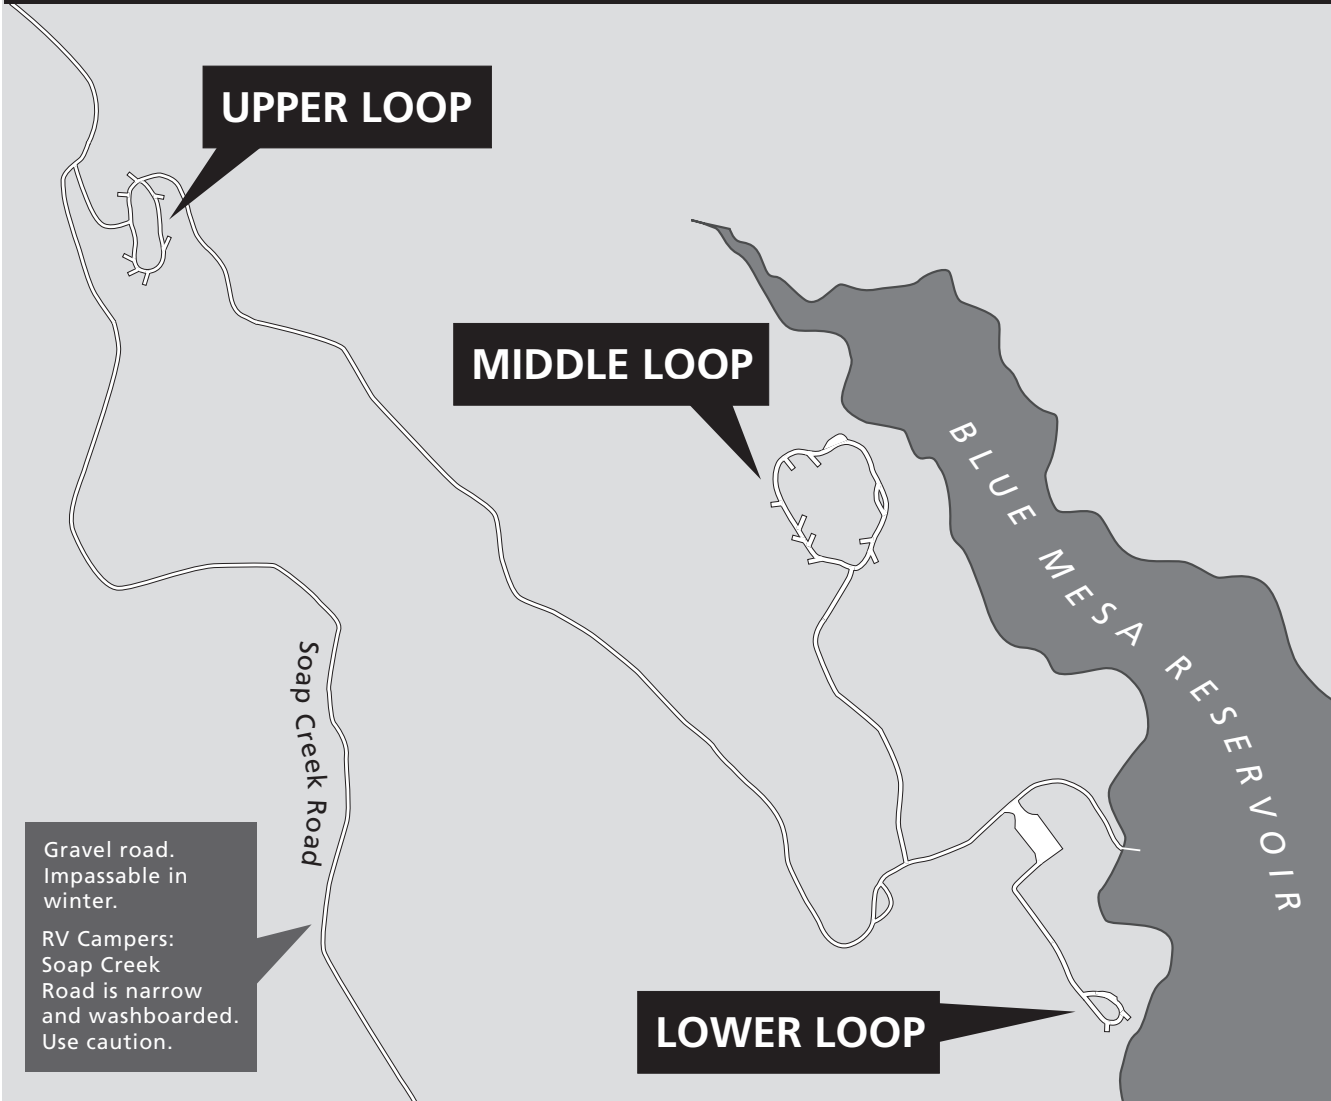 UPPER LOOP
MIDDLE LOOP
BLUE MESA RESERVOIR
Soap Creek Road
Gravel road.
Impassable in
winter.
RV Campers:
Soap Creek
Road is narrow
and washboarded.
Use caution.
LOWER LOOP